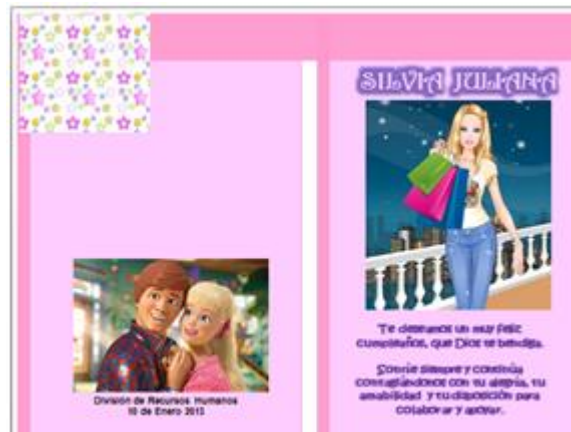 SILVIA JULIANA
Te deseamos un muy feliz
cumpleaños, que Dios te bendiga.
Sonríe siempre y continúa
contagiándonos con tu alegría, tu
amabilidad y tu disposición para
colaborar y apoyar.
División de Recursos Humanos
10 de Enero 2013